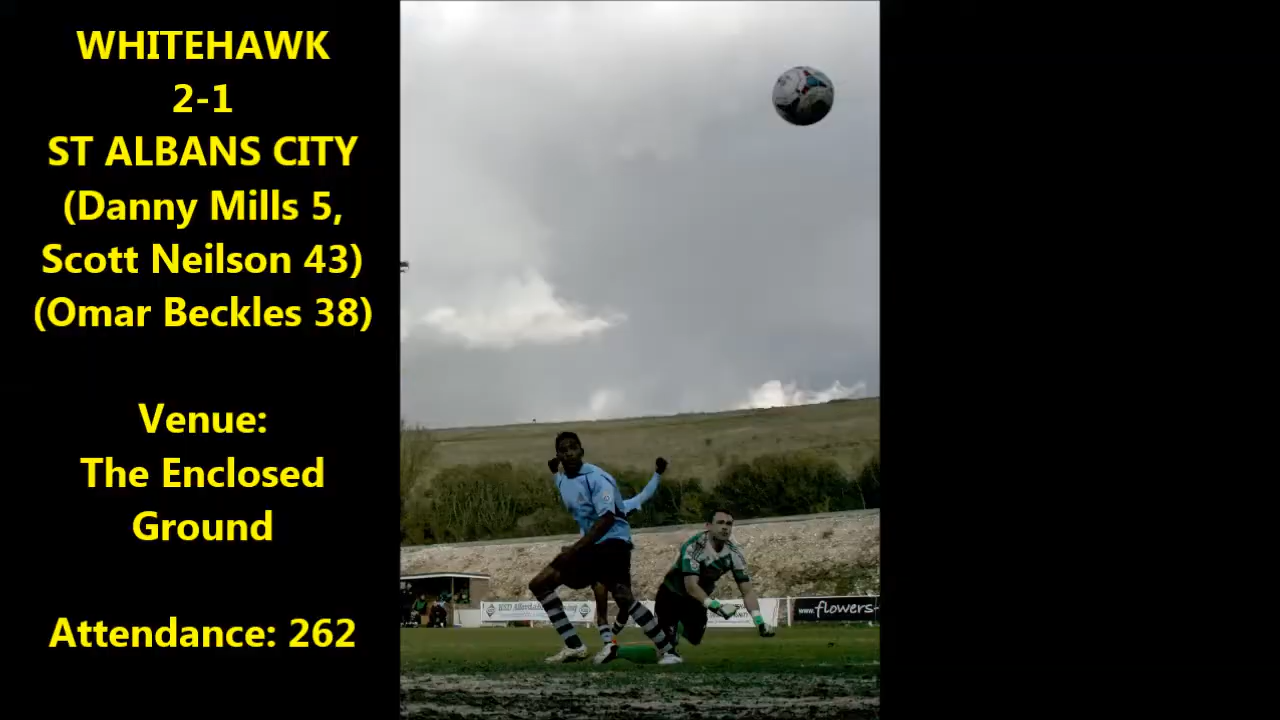 WHITEHAWK
2-1
ST ALBANS CITY
(Danny Mills 5,
Scott Neilson 43)
(Omar Beckles 38)
Venue:
The Enclosed
Ground
Attendance: 262
www.flowers-